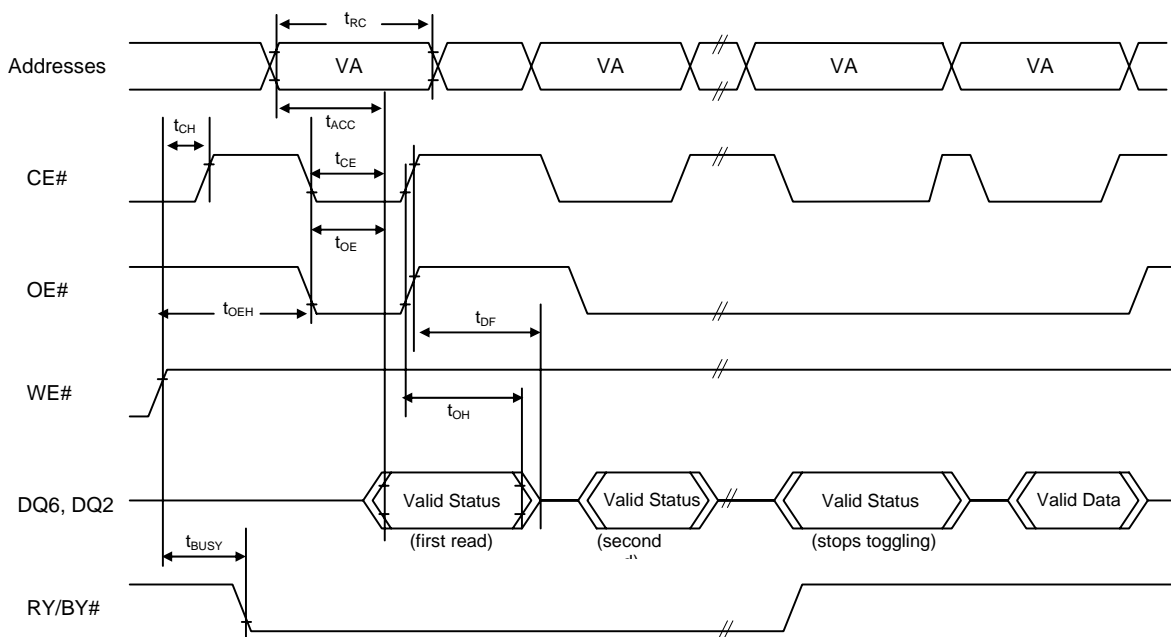 tRC
Addresses VA VA VA VA
tACC
tCH
tCE
CE#
tOE
OE#
tOEH
tDF
WE#
tOH
DQ6, DQ2 Valid Status Valid Status Valid Status Valid Data
(first read) (second (stops toggling)
tBUSY
RY/BY#